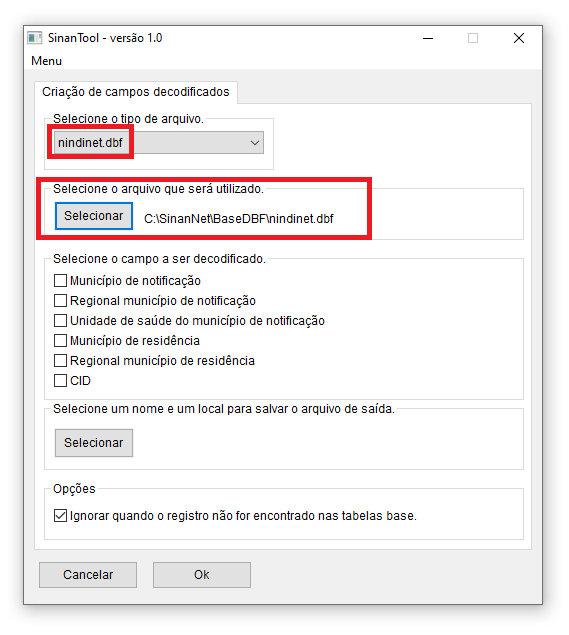 SinanTool - versão 1.0
Menu
Criação de campos decodificados
Selecione o tipo de arquivo.
nindinet.dbf
Selecione o arquivo que será utilizado.
Selecionar C:\SinanNet\BaseDBF\nindinet.dbf
Selecione o campo a ser decodificado.
Município de notificação
Regional município de notificação
Unidade de saúde do município de notificação
Município de residência
Regional município de residência
CID
Selecione um nome e um local para salvar o arquivo de saída.
Selecionar
Opções
Ignorar quando o registro não for encontrado nas tabelas base.
Cancelar Ok